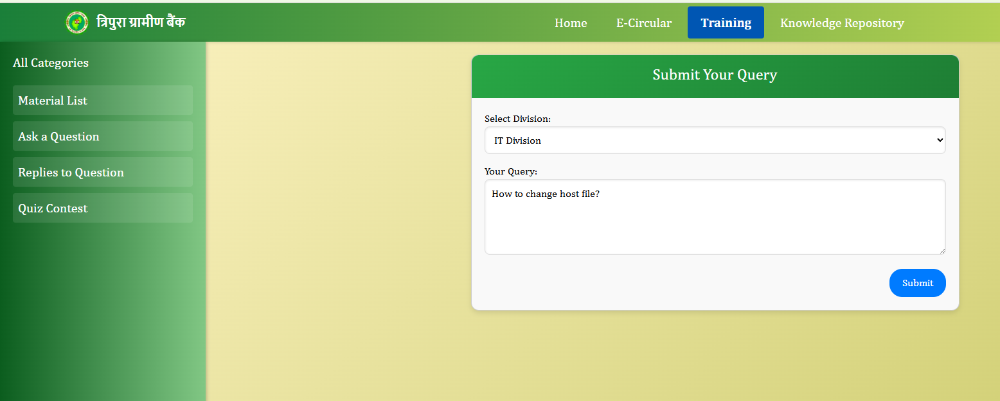 त्रिपुरा ग्रामीण बैंक
Home E-Circular Training Knowledge Repository
All Categories
Material List
Ask a Question
Replies to Question
Quiz Contest
Submit Your Query
Select Division:
IT Division
Your Query:
How to change host file?
Submit